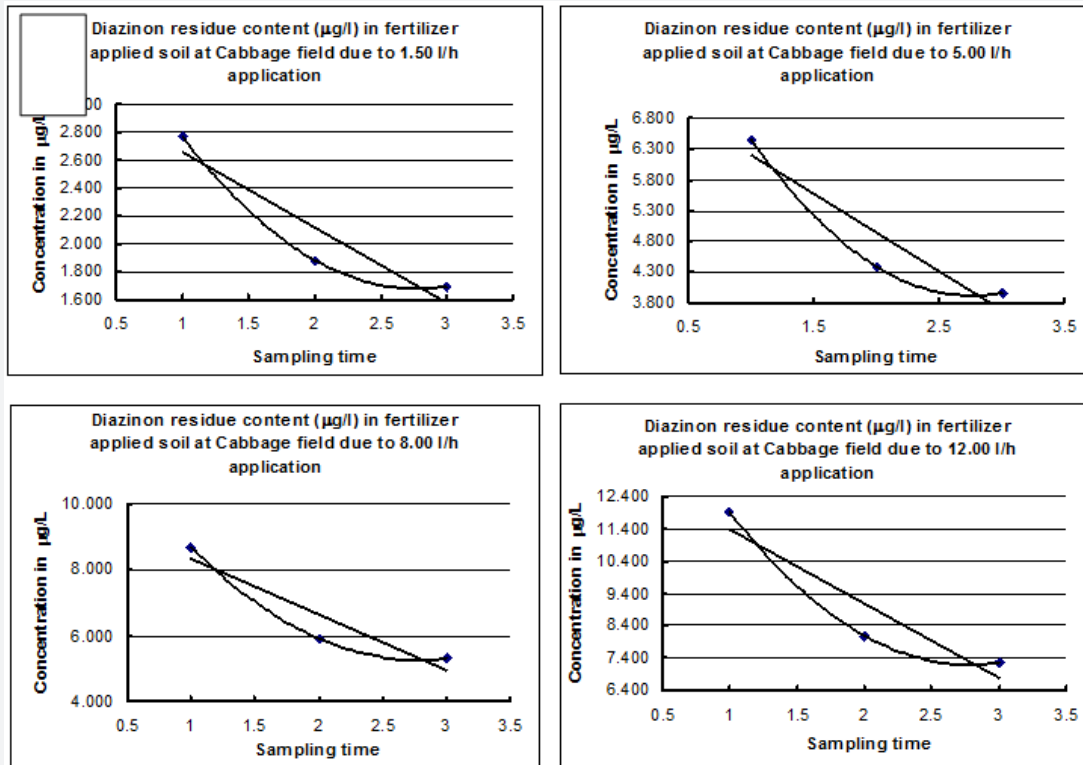 Diazinon residue content (µg/l) in fertilizer
applied soil at Cabbage field due to 1.50 l/h
application
Concentration in µg/L
2.800
2.600
2.400
2.200
2.000
1.800
1.600
0.5 1 1.5 2 2.5 3 3.5
Sampling time
Diazinon residue content (µg/l) in fertilizer
applied soil at Cabbage field due to 5.00 l/h
application
Concentration in µg/L
6.800
6.300
5.800
5.300
4.800
4.300
3.800
0.5 1.5 2.5 3.5
Sampling time
Diazinon residue content (µg/l) in fertilizer
applied soil at Cabbage field due to 8.00 l/h
application
Concentration in µg/L
10.000
8.000
6.000
4.000
0.5 1 1.5 2 2.5 3 3.5
Sampling time
Diazinon residue content (µg/l) in fertilizer
applied soil at Cabbage field due to 12.00 l/h
application
Concentration in µg/L
12.400
11.400
10.400
9.400
8.400
7.400
6.400
0.5 1 1.5 2 2.5 3 3.5
Sampling time